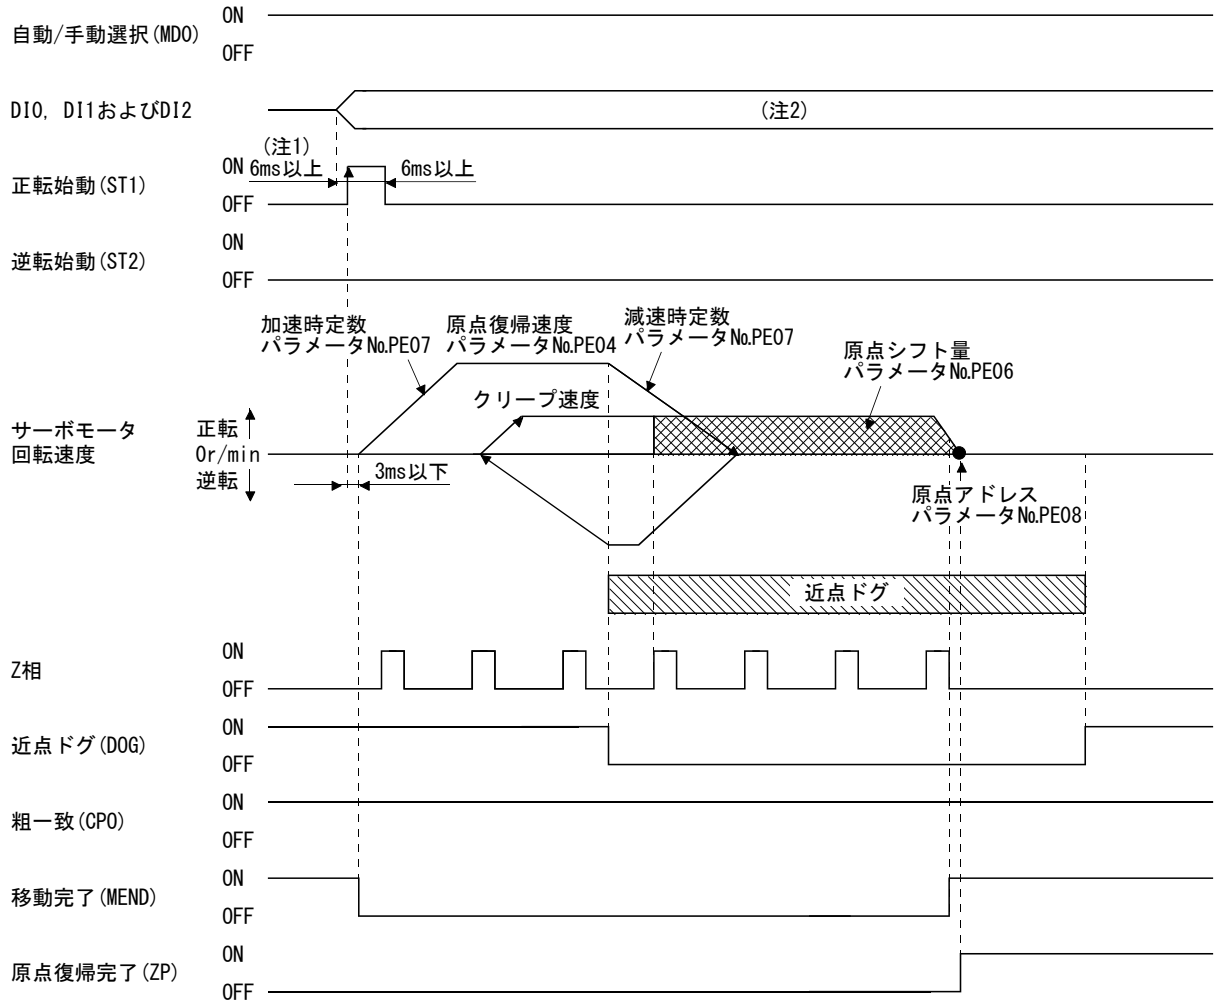 自動/手動選択(MD0)
ON
OFF
DI0, DI1およびDI2
(注2)
正転始動(ST1)
ON
OFF
(注1)
6ms以上
6ms以上
逆転始動(ST2)
ON
OFF
加速時定数
パラメータNo.PE07
原点復帰速度
パラメータNo.PE04
減速時定数
パラメータNo.PE07
原点シフト量
パラメータNo.PE06
クリープ速度
サーボモータ
回転速度
正転
0r/min
逆転
3ms以下
原点アドレス
パラメータNo.PE08
近点ドグ
Z相
ON
OFF
近点ドグ(DOG)
ON
OFF
粗一致(CPO)
ON
OFF
移動完了(MEND)
ON
OFF
原点復帰完了(ZP)
ON
OFF